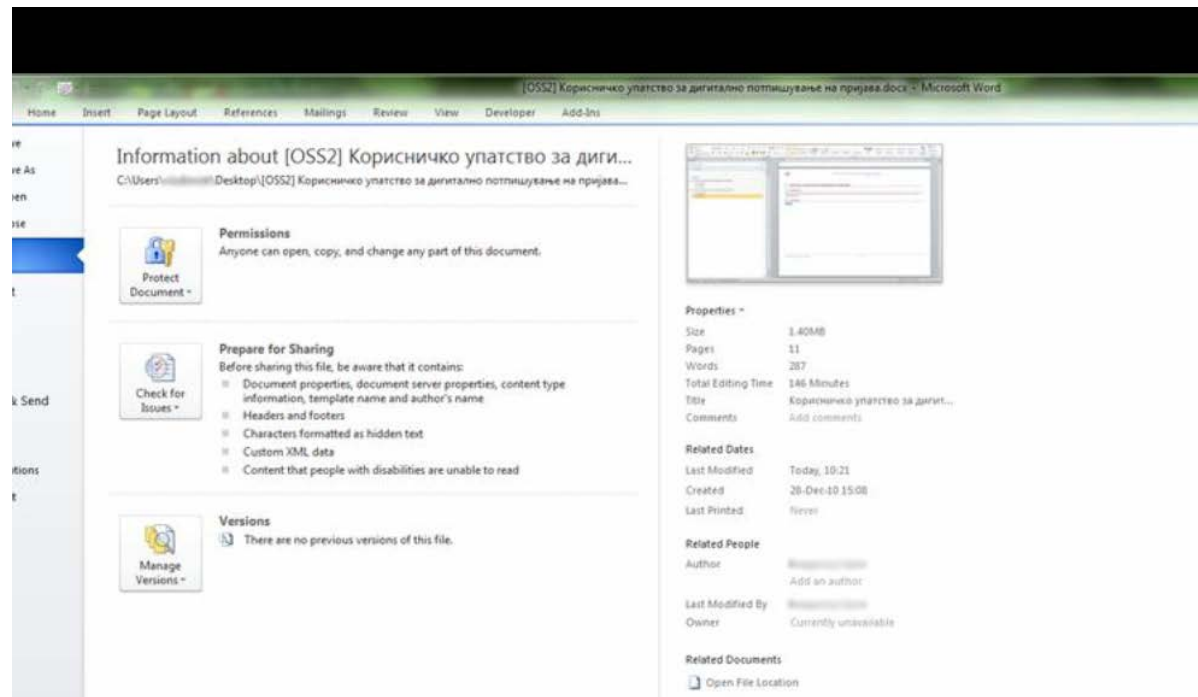 [OSS2] Корисничко упатство за дигитално потпишување на пријава.docx - Microsoft Word
Home Insert Page Layout References Mailings Review View Developer Add-Ins
ve
ve As
pen
ose
t
& Send
tions
t
Information about [OSS2] Корисничко упатство за диги...
C:\Users\ Desktop\[OSS2] Корисничко упатство за дигитално потпишување на пријава...
Protect
Document
Permissions
Anyone can open, copy, and change any part of this document.
Check for
Issues
Prepare for Sharing
Before sharing this file, be aware that it contains:
Document properties, document server properties, content type
information, template name and author's name
Headers and footers
Characters formatted as hidden text
Custom XML data
Content that people with disabilities are unable to read
Manage
Versions
Versions
There are no previous versions of this file.
Properties
Size 1.40MB
Pages 11
Words 287
Total Editing Time 146 Minutes
Title Корисничко упатство за дигит...
Comments Add comments
Related Dates
Last Modified Today, 10:21
Created 28-Dec-10 15:08
Last Printed Never
Related People
Author
Add an author
Last Modified By
Owner Currently unavailable
Related Documents
Open File Location